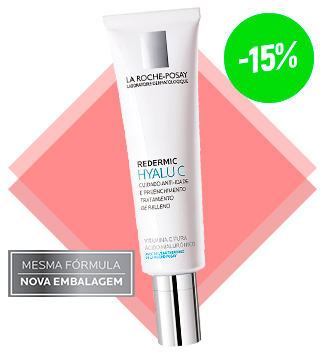 -15%
LA ROCHE-POSAY
LABORATOIRE DERMATOLOGIQUE
REDERMIC
HYALU C
CUIDADO ANTI-IDADE
E PREENCHIMENTO
TRATAMIENTO
DE RELLENO
VITAMINA C PURA
ÁCIDO HIALURÓNICO
MESMA FÓRMULA
NOVA EMBALAGEM